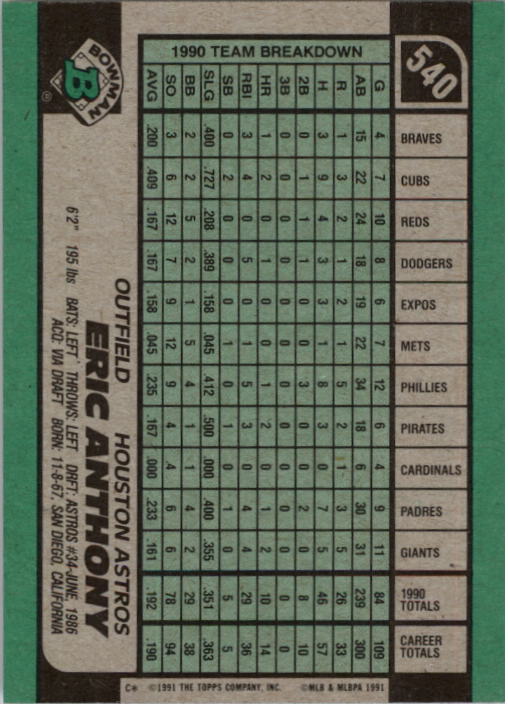 540
1990 TEAM BREAKDOWN
G AB R H 2B 3B HR RBI SB SLG BB SO AVG
BRAVES 4 15 1 3 0 0 1 3 0 .400 2 3 .200
CUBS 7 22 3 9 1 0 2 4 2 .727 2 6 .409
REDS 10 24 2 4 1 0 0 0 0 .208 5 12 .167
DODGERS 8 18 1 3 1 0 1 5 0 .389 2 7 .167
EXPOS 6 19 2 3 0 0 0 0 0 .158 1 9 .158
METS 7 22 1 1 0 0 0 1 1 .045 5 12 .045
PHILLIES 12 34 5 8 3 0 1 5 0 .412 4 9 .235
PIRATES 6 18 2 3 0 0 2 3 1 .500 1 4 .167
CARDINALS 4 6 1 0 0 0 0 0 0 .000 1 4 .000
PADRES 9 30 3 7 2 0 1 4 1 .400 4 6 .233
GIANTS 11 31 5 5 0 0 2 4 0 .355 2 6 .161
1990 TOTALS 84 239 26 46 8 0 10 29 5 .351 29 78 .192
CAREER TOTALS 109 300 33 57 10 0 14 36 5 .363 38 94 .190
BOWMAN
B
®
OUTFIELD HOUSTON ASTROS
ERIC ANTHONY
6'2" 195 lbs BATS: LEFT THROWS: LEFT DRFT: ASTROS #34-JUNE, 1986
ACQ: VIA DRAFT BORN: 11-8-67, SAN DIEGO, CALIFORNIA
C* ©1991 THE TOPPS COMPANY, INC. ©MLB & MLBPA 1991